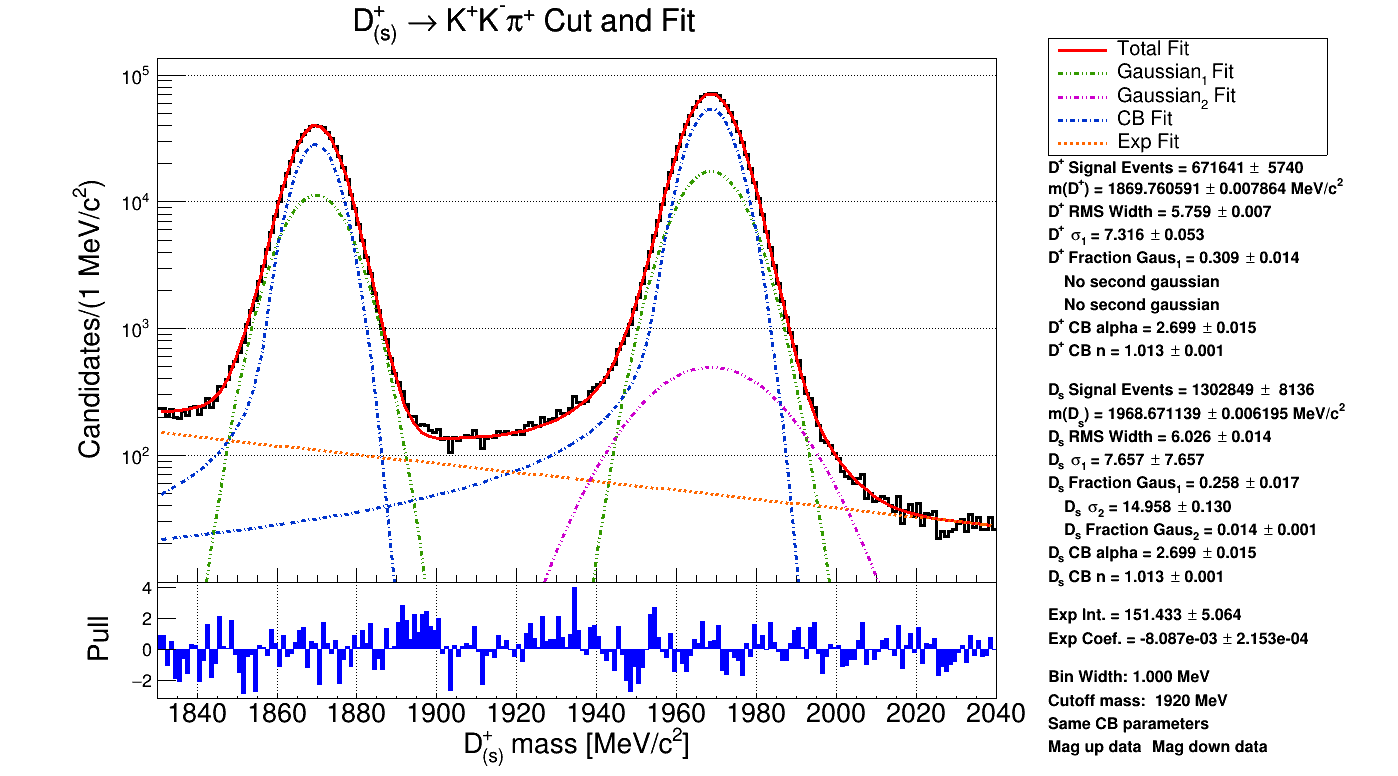 D⁺₍ₛ₎ → K⁺K⁻π⁺ Cut and Fit
Candidates/(1 MeV/c²)
10⁵
10⁴
10³
10²
Pull
4
2
0
−2
1840 1860 1880 1900 1920 1940 1960 1980 2000 2020 2040
D⁺₍ₛ₎ mass [MeV/c²]
Total Fit
Gaussian₁ Fit
Gaussian₂ Fit
CB Fit
Exp Fit
D⁺ Signal Events = 671641 ± 5740
m(D⁺) = 1869.760591 ± 0.007864 MeV/c²
D⁺ RMS Width = 5.759 ± 0.007
D⁺ σ₁ = 7.316 ± 0.053
D⁺ Fraction Gaus₁ = 0.309 ± 0.014
No second gaussian
No second gaussian
D⁺ CB alpha = 2.699 ± 0.015
D⁺ CB n = 1.013 ± 0.001
Dₛ Signal Events = 1302849 ± 8136
m(Dₛ) = 1968.671139 ± 0.006195 MeV/c²
Dₛ RMS Width = 6.026 ± 0.014
Dₛ σ₁ = 7.657 ± 7.657
Dₛ Fraction Gaus₁ = 0.258 ± 0.017
Dₛ σ₂ = 14.958 ± 0.130
Dₛ Fraction Gaus₂ = 0.014 ± 0.001
Dₛ CB alpha = 2.699 ± 0.015
Dₛ CB n = 1.013 ± 0.001
Exp Int. = 151.433 ± 5.064
Exp Coef. = -8.087e-03 ± 2.153e-04
Bin Width: 1.000 MeV
Cutoff mass: 1920 MeV
Same CB parameters
Mag up data Mag down data